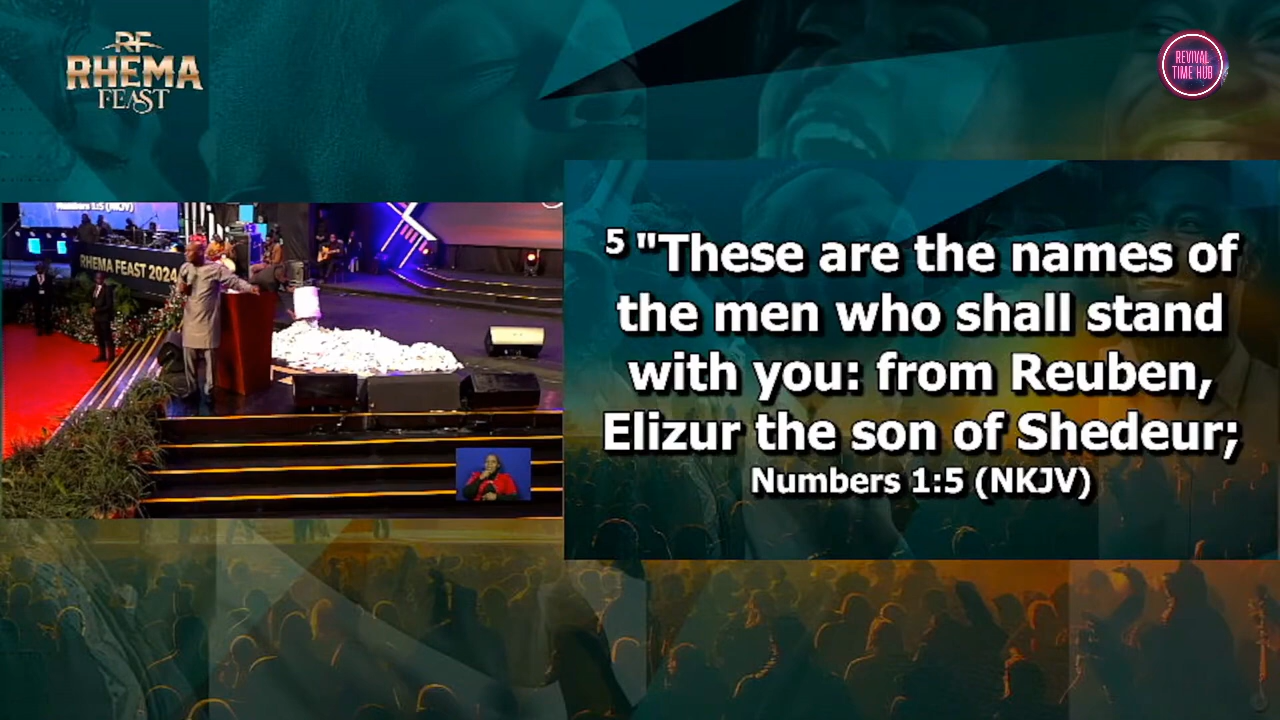 RF
RHEMA
FEAST
REVIVAL
TIME HUB
Numbers 1:5 (NKJV)
RHEMA FEAST 2024
5 "These are the names of
the men who shall stand
with you: from Reuben,
Elizur the son of Shedeur;
Numbers 1:5 (NKJV)